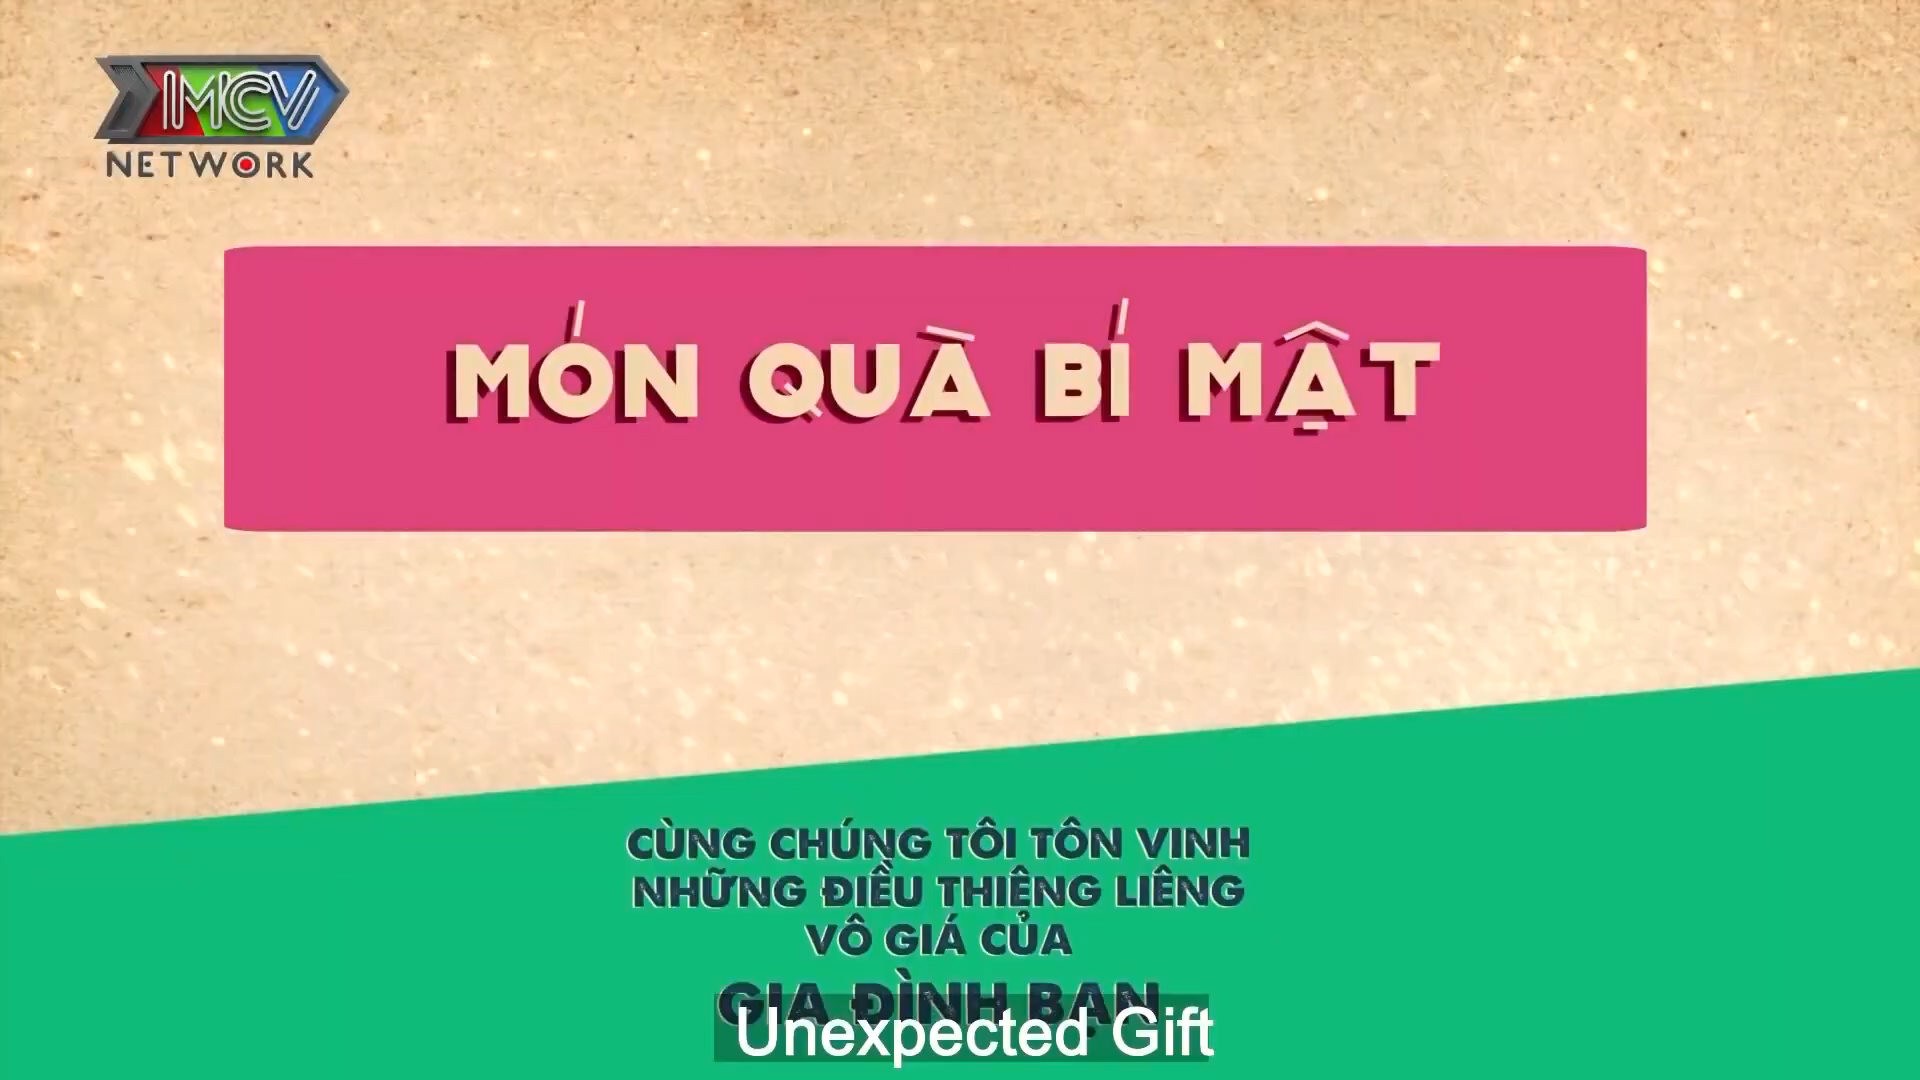 MCV
NETWORK
MÓN QUÀ BÍ MẬT
CÙNG CHÚNG TÔI TÔN VINH
NHỮNG ĐIỀU THIÊNG LIÊNG
VÔ GIÁ CỦA
GIA ĐÌNH BẠN
Unexpected Gift